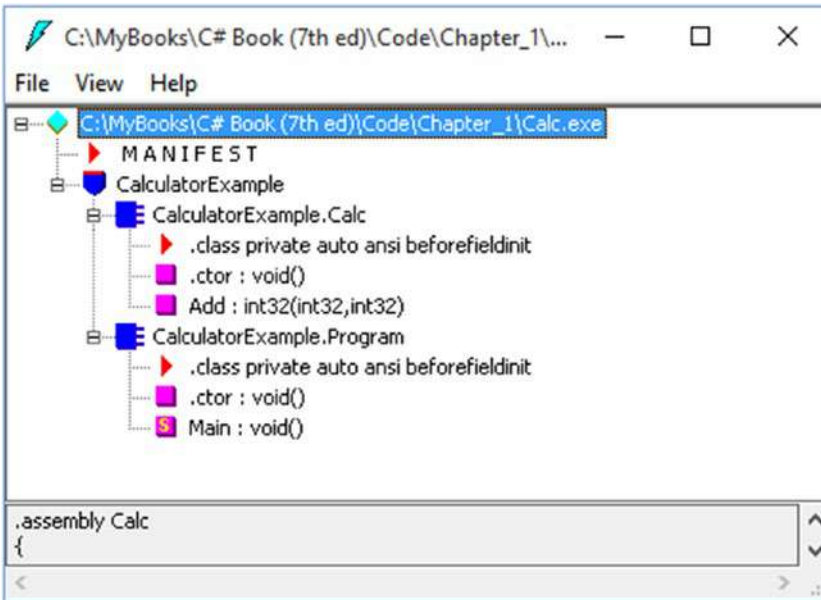 C:\MyBooks\C# Book (7th ed)\Code\Chapter_1\...
File View Help
C:\MyBooks\C# Book (7th ed)\Code\Chapter_1\Calc.exe
M A N I F E S T
CalculatorExample
CalculatorExample.Calc
.class private auto ansi beforefieldinit
.ctor : void()
Add : int32(int32,int32)
CalculatorExample.Program
.class private auto ansi beforefieldinit
.ctor : void()
S Main : void()
.assembly Calc
{